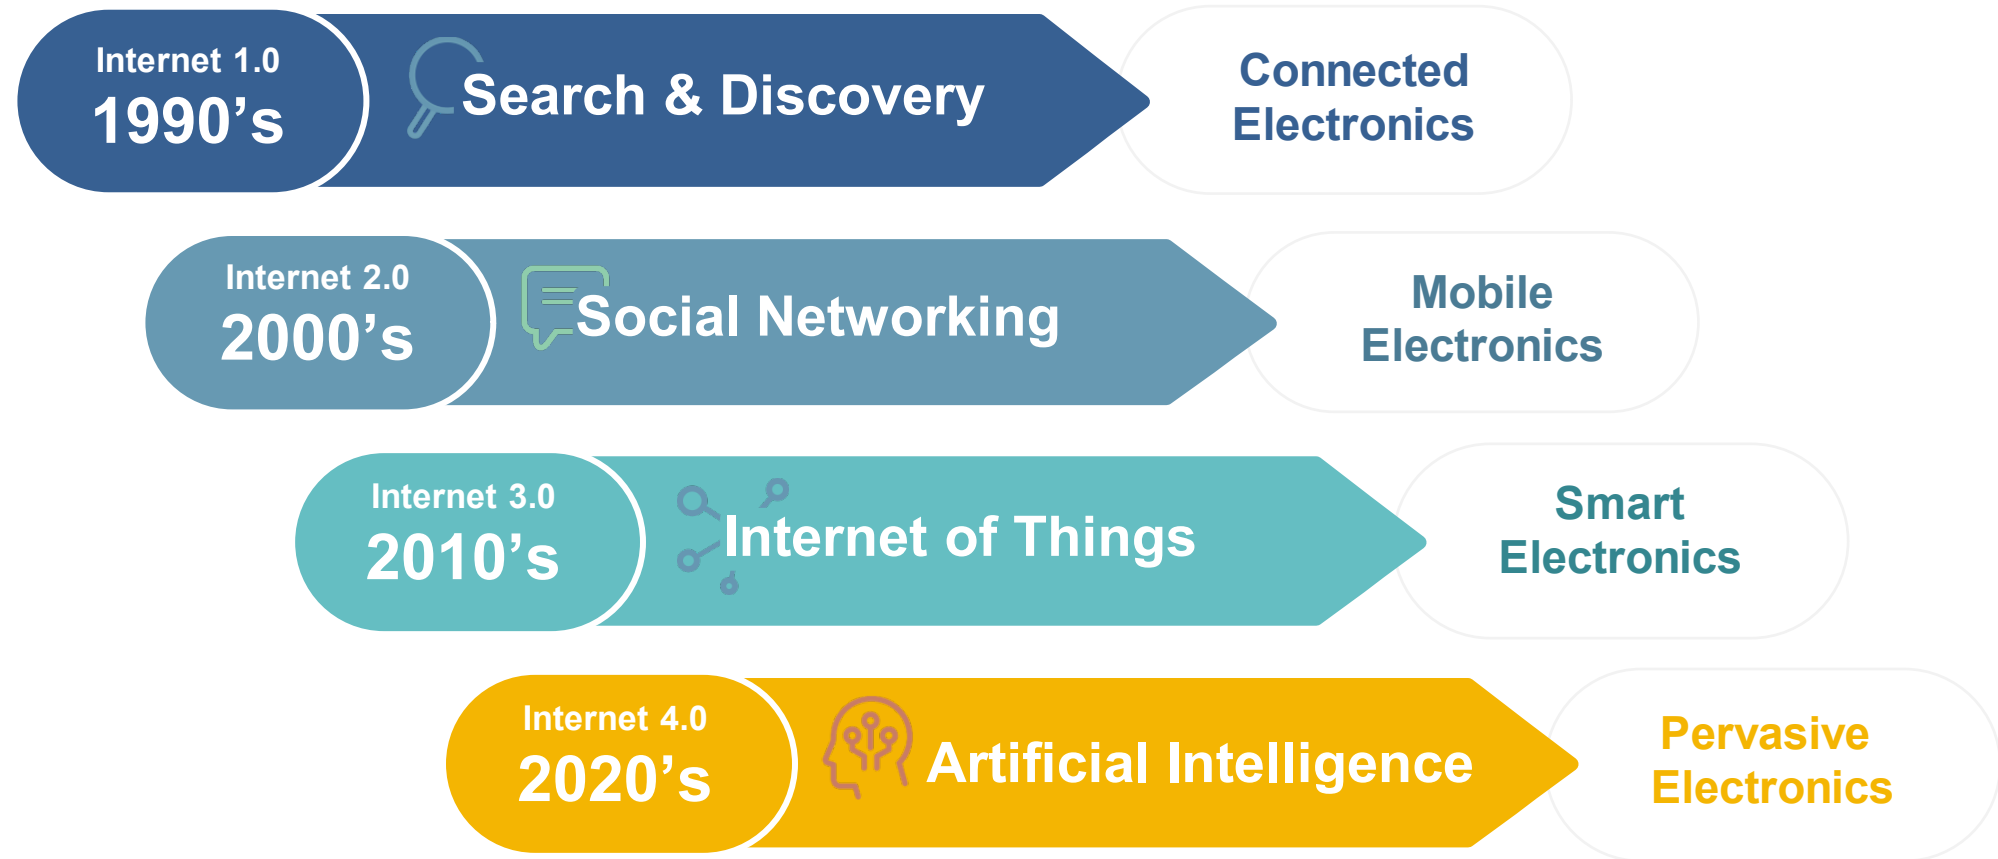 Internet 1.0
1990’s
Search & Discovery
Connected
Electronics
Internet 2.0
2000’s
Social Networking
Mobile
Electronics
Internet 3.0
2010’s
Internet of Things
Smart
Electronics
Internet 4.0
2020’s
Artificial Intelligence
Pervasive
Electronics